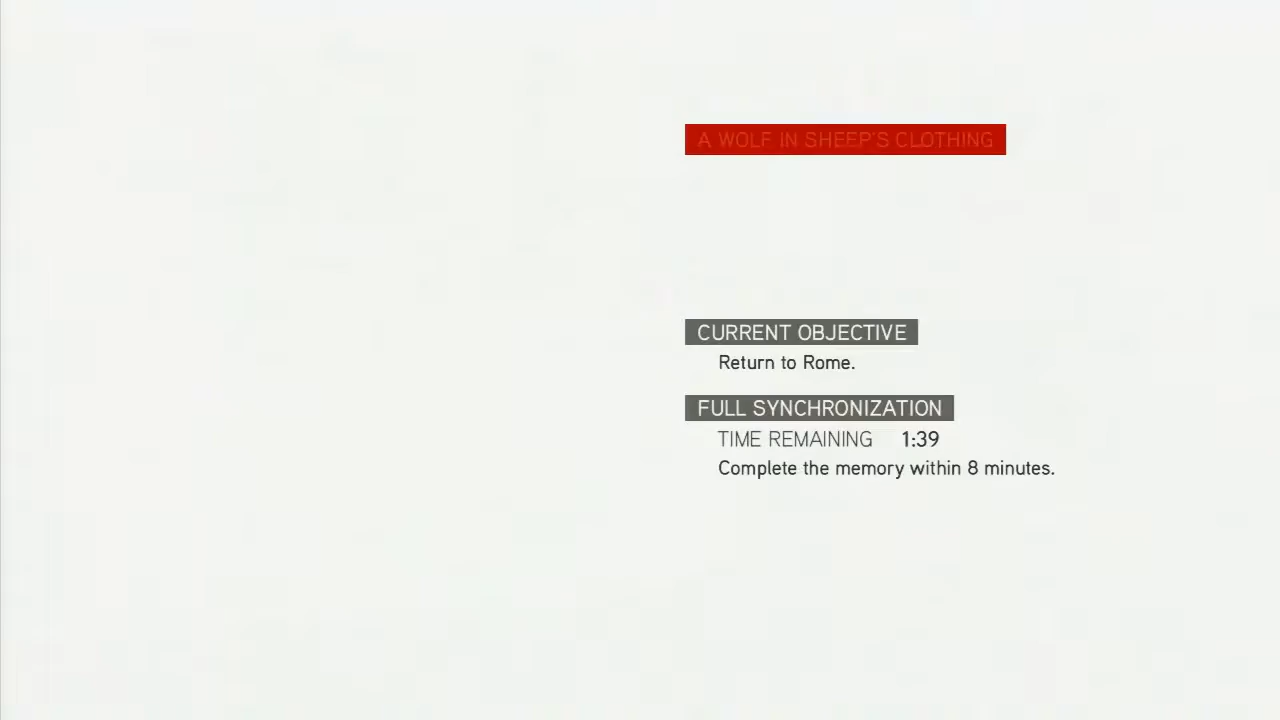 A WOLF IN SHEEP'S CLOTHING
CURRENT OBJECTIVE
Return to Rome.
FULL SYNCHRONIZATION
TIME REMAINING 1:39
Complete the memory within 8 minutes.